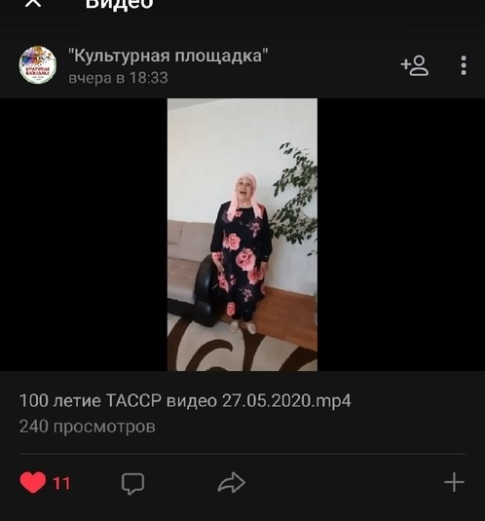 Видео
"Культурная площадка"
вчера в 18:33
100 летие ТАССР видео 27.05.2020.mp4
240 просмотров
11